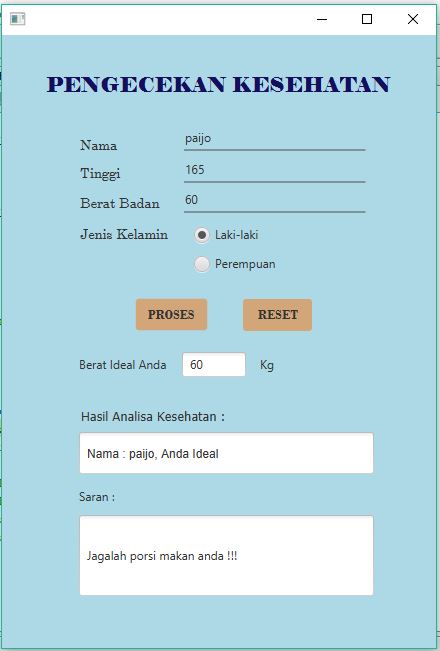 PENGECEKAN KESEHATAN
Nama paijo
Tinggi 165
Berat Badan 60
Jenis Kelamin Laki-laki
Perempuan
PROSES RESET
Berat Ideal Anda 60 Kg
Hasil Analisa Kesehatan :
Nama : paijo, Anda Ideal
Saran :
Jagalah porsi makan anda !!!